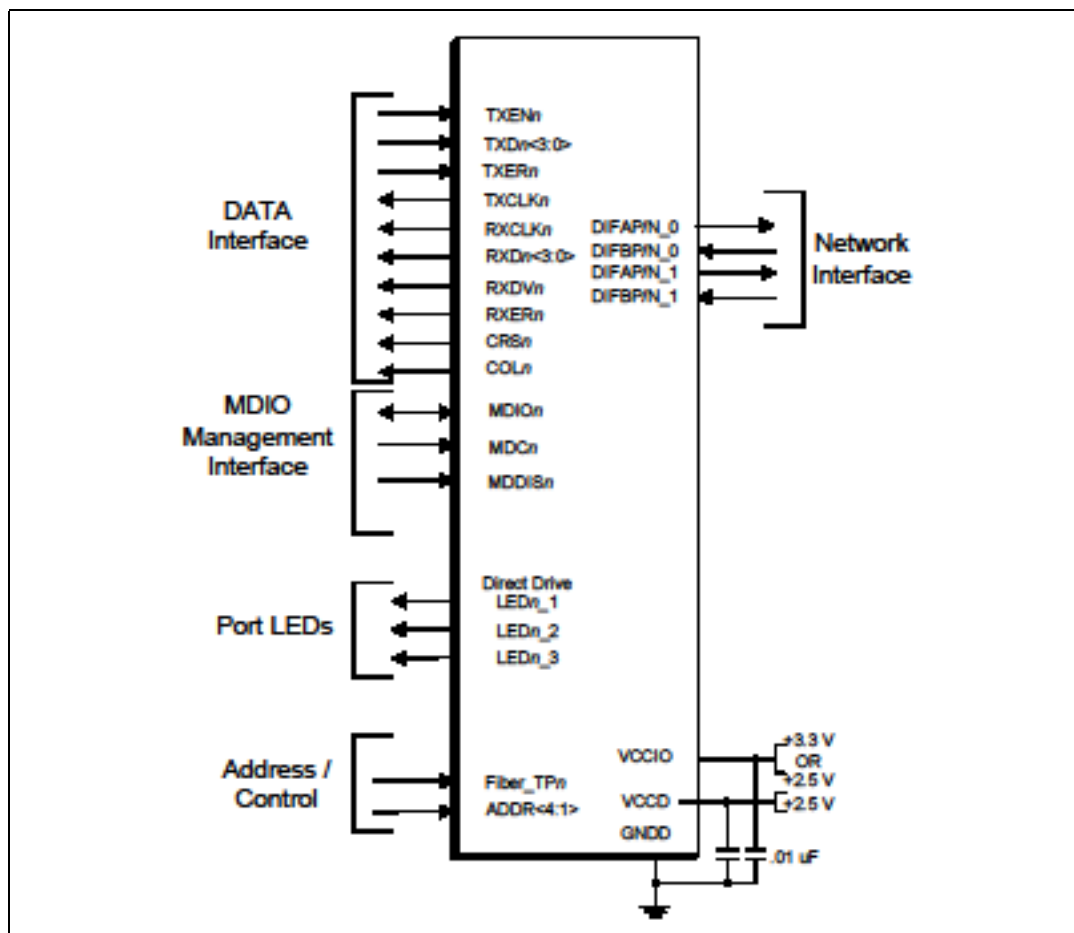 DATA
Interface
TXENn
TXDn<3:0>
TXERn
TXCLKn
RXCLKn
RXDn<3:0>
RXDVn
RXERn
CRSn
COLn
MDIO
Management
Interface
MDIOn
MDCn
MDDISn
Port LEDs
Direct Drive
LEDn_1
LEDn_2
LEDn_3
Address /
Control
Fiber_TPn
ADDR<4:1>
DIFAP/N_0
DIFBP/N_0
DIFAP/N_1
DIFBP/N_1
Network
Interface
VCCIO
+3.3 V
OR
+2.5 V
VCCD
+2.5 V
GNDD
.01 uF